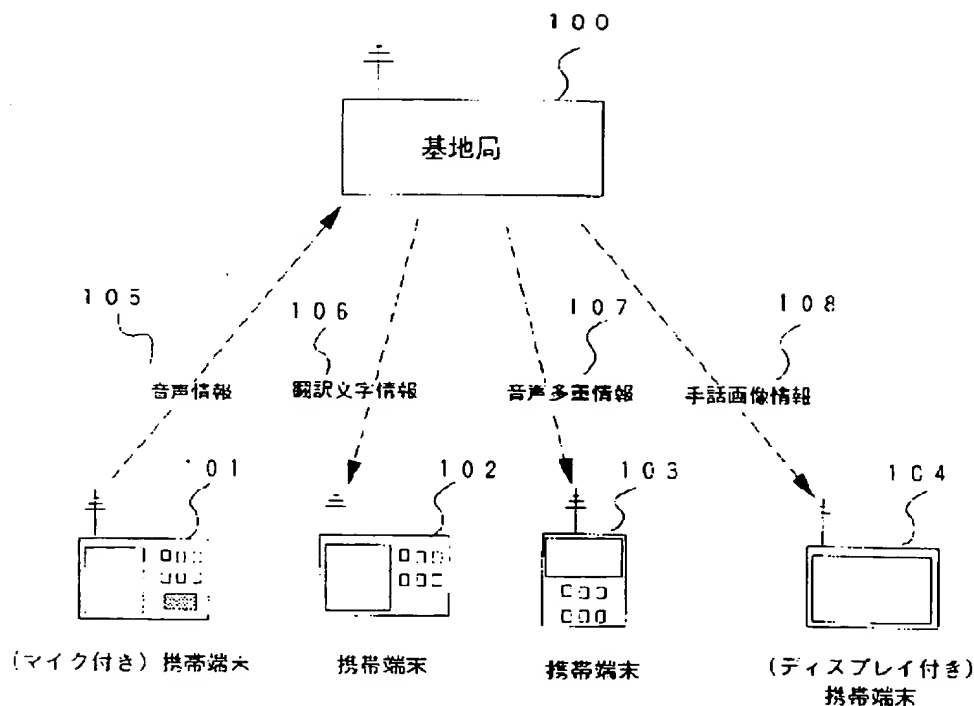 １００
基地局
１０５
１０６
１０７
１０８
音声情報
翻訳文字情報
音声多重情報
手話画像情報
１０１
１０２
１０３
１０４
(マイク付き) 携帯端末
携帯端末
携帯端末
(ディスプレイ付き)
携帯端末